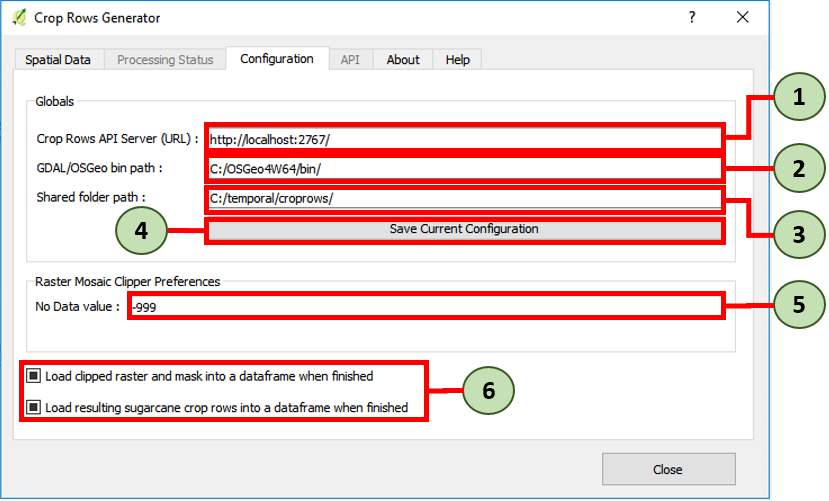 Crop Rows Generator
?
Spatial Data Processing Status Configuration API About Help
Globals
1
Crop Rows API Server (URL) : http://localhost:2767/
GDAL/OSGeo bin path : C:/OSGeo4W64/bin/
2
Shared folder path : C:/temporal/croprows/
3
4
Save Current Configuration
Raster Mosaic Clipper Preferences
No Data value : -999
5
Load clipped raster and mask into a dataframe when finished
6
Load resulting sugarcane crop rows into a dataframe when finished
Close